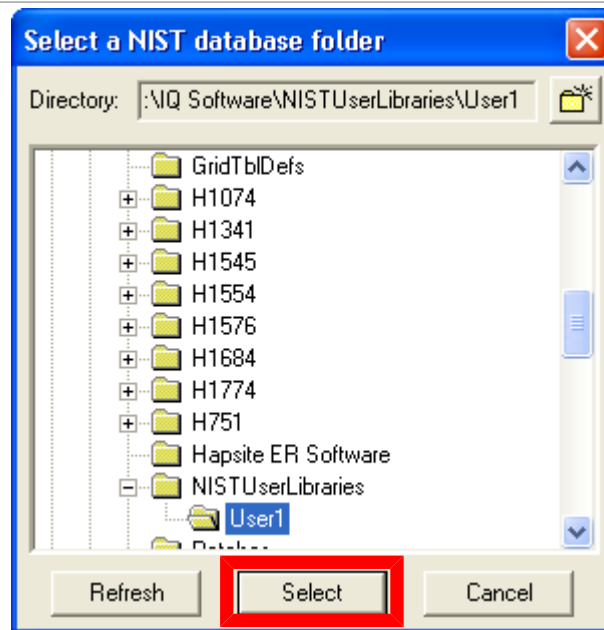 Select a NIST database folder
Directory: :\IQ Software\NISTUserLibraries\User1
GridTblDefs
H1074
H1341
H1545
H1554
H1576
H1684
H1774
H751
Hapsite ER Software
NISTUserLibraries
User1
Refresh Select Cancel